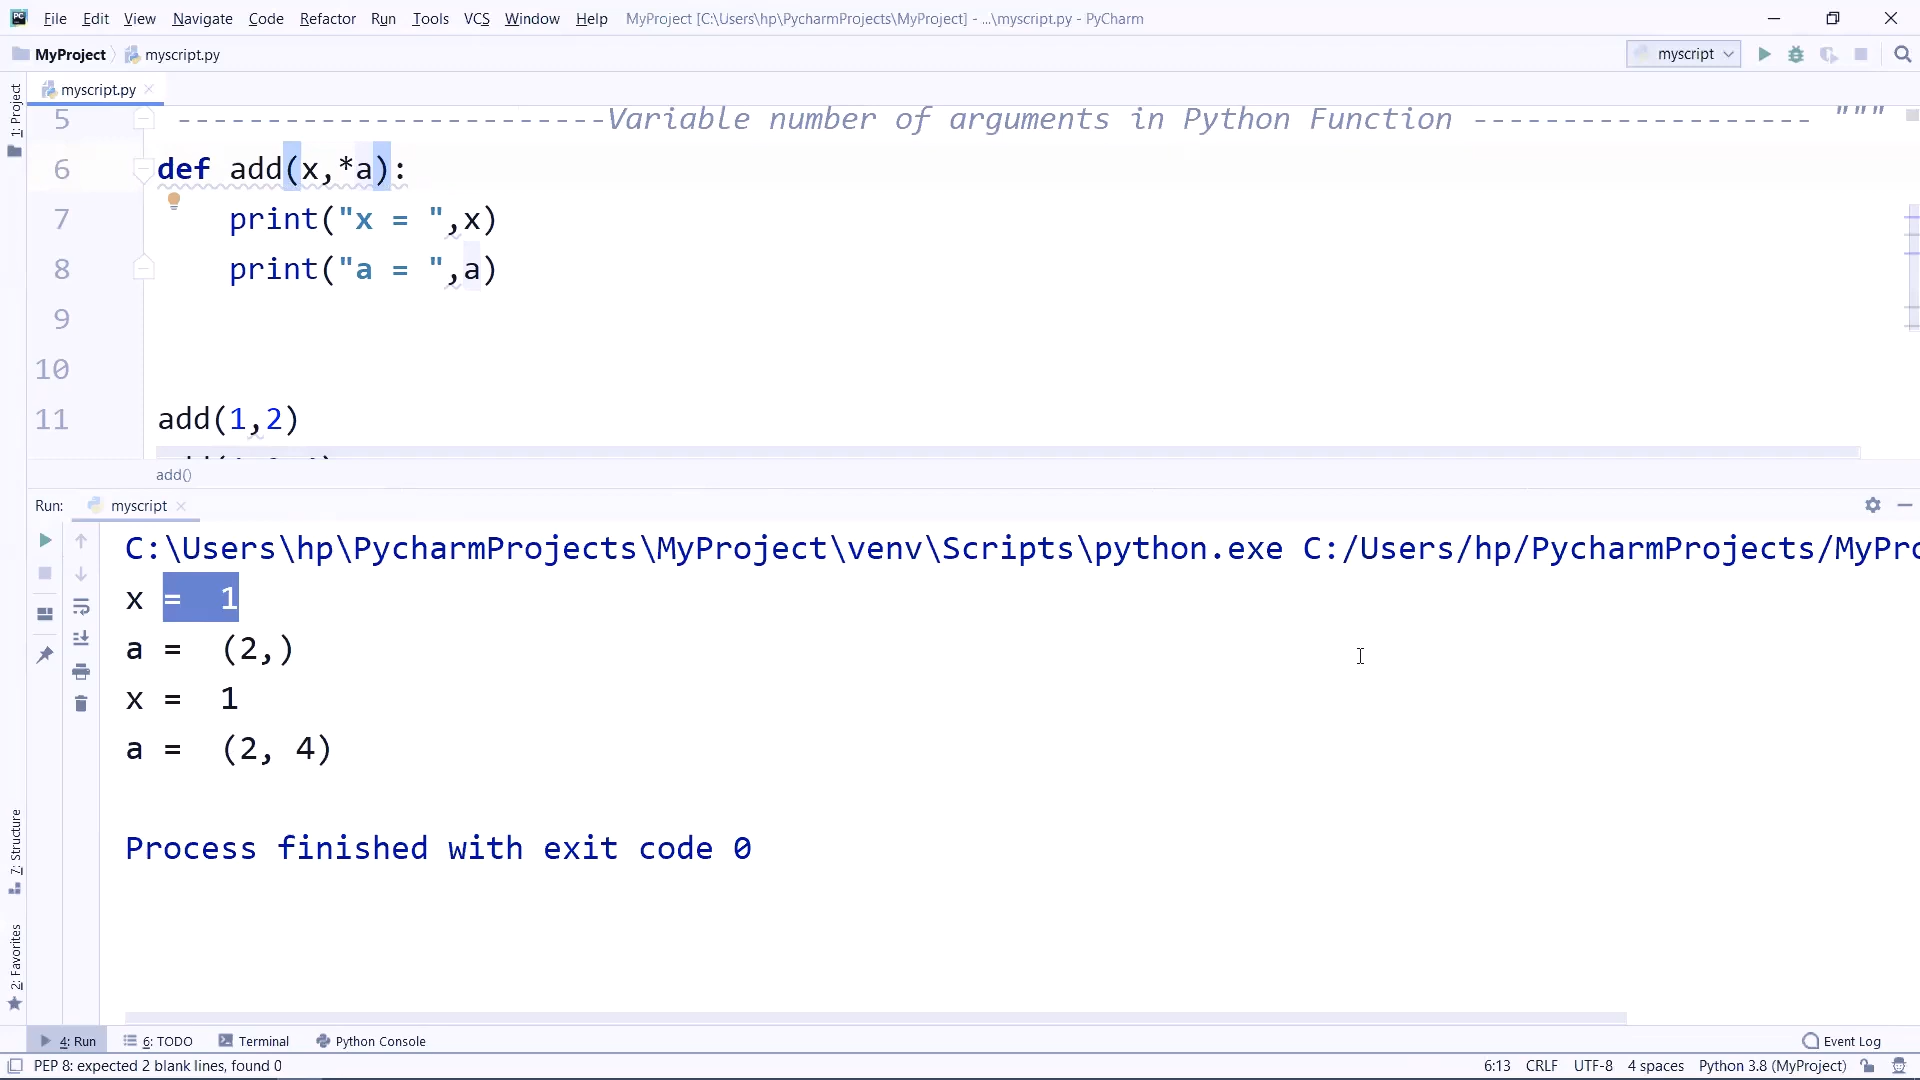 File Edit View Navigate Code Refactor Run Tools VCS Window Help MyProject [C:\Users\hp\PycharmProjects\MyProject] - ...\myscript.py - PyCharm
MyProject myscript.py myscript
myscript.py
1: Project
5 ------------------------Variable number of arguments in Python Function ------------------- """
6 def add(x,*a):
7 print("x = ",x)
8 print("a = ",a)
9
10
11 add(1,2)
add()
Run: myscript
C:\Users\hp\PycharmProjects\MyProject\venv\Scripts\python.exe C:/Users/hp/PycharmProjects/MyPro
x = 1
a = (2,)
x = 1
a = (2, 4)
Process finished with exit code 0
7: Structure
2: Favorites
4: Run 6: TODO Terminal Python Console Event Log
PEP 8: expected 2 blank lines, found 0 6:13 CRLF UTF-8 4 spaces Python 3.8 (MyProject)